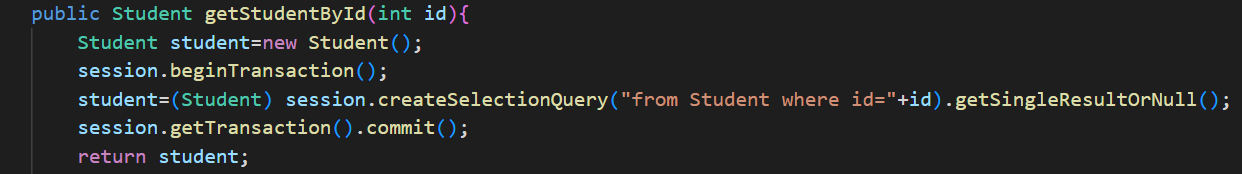 public Student getStudentById(int id){
Student student=new Student();
session.beginTransaction();
student=(Student) session.createSelectionQuery("from Student where id="+id).getSingleResultOrNull();
session.getTransaction().commit();
return student;